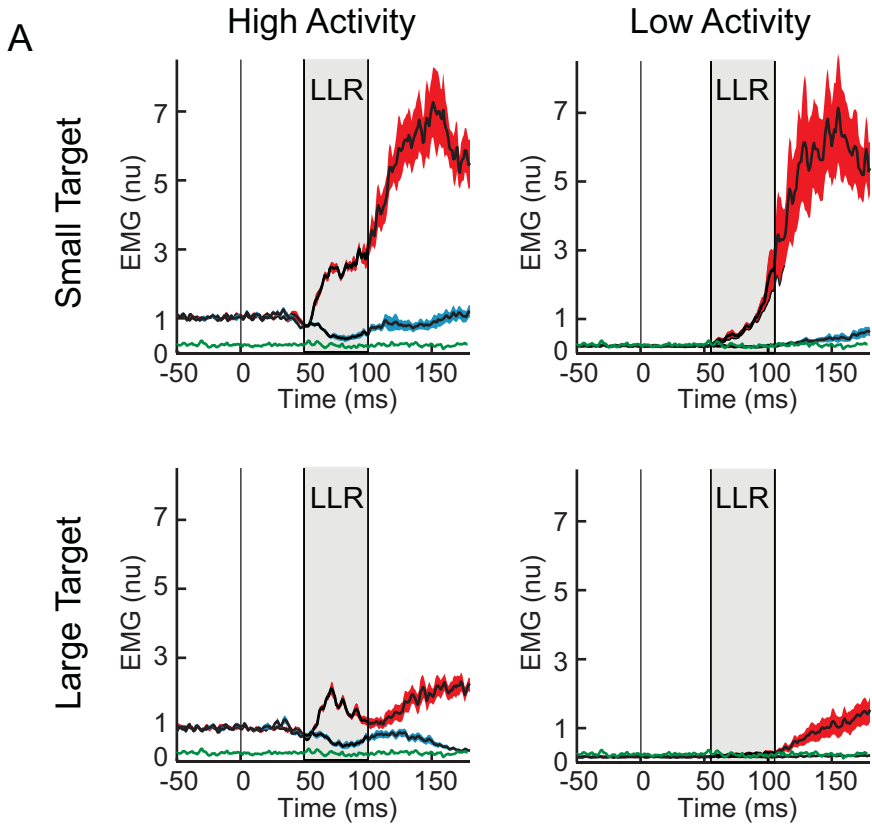 A
High Activity
Low Activity
Small Target
EMG (nu)
7
5
3
1
0
LLR
-50 0 50 100 150
Time (ms)
EMG (nu)
7
5
3
1
0
LLR
-50 0 50 100 150
Time (ms)
Large Target
EMG (nu)
7
5
3
1
0
LLR
-50 0 50 100 150
Time (ms)
EMG (nu)
7
5
3
1
0
LLR
-50 0 50 100 150
Time (ms)